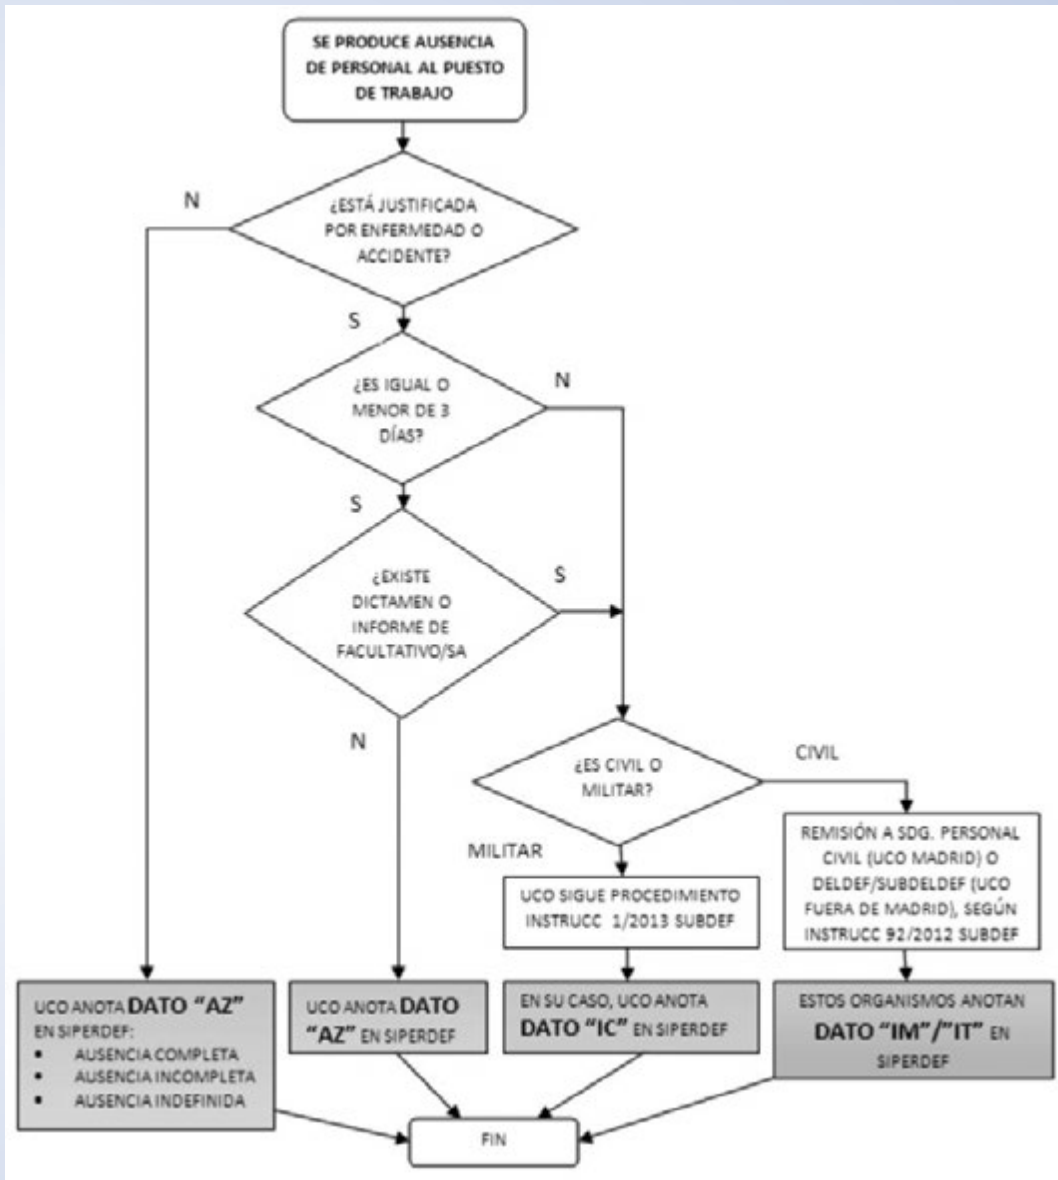 SE PRODUCE AUSENCIA
DE PERSONAL AL PUESTO
DE TRABAJO
N
¿ESTÁ JUSTIFICADA
POR ENFERMEDAD O
ACCIDENTE?
S
¿ES IGUAL O
MENOR DE 3
DÍAS?
N
S
¿EXISTE
DICTAMEN O
INFORME DE
FACULTATIVO/SA
S
N
¿ES CIVIL O
MILITAR?
CIVIL
MILITAR
UCO SIGUE PROCEDIMIENTO
INSTRUCC 1/2013 SUBDEF
REMISIÓN A SDG. PERSONAL
CIVIL (UCO MADRID) O
DELDEF/SUBDELDEF (UCO
FUERA DE MADRID), SEGÚN
INSTRUCC 92/2012 SUBDEF
UCO ANOTA DATO "AZ"
EN SIPERDEF:
• AUSENCIA COMPLETA
• AUSENCIA INCOMPLETA
• AUSENCIA INDEFINIDA
UCO ANOTA DATO
"AZ" EN SIPERDEF
EN SU CASO, UCO ANOTA
DATO "IC" EN SIPERDEF
ESTOS ORGANISMOS ANOTAN
DATO "IM"/"IT" EN
SIPERDEF
FIN